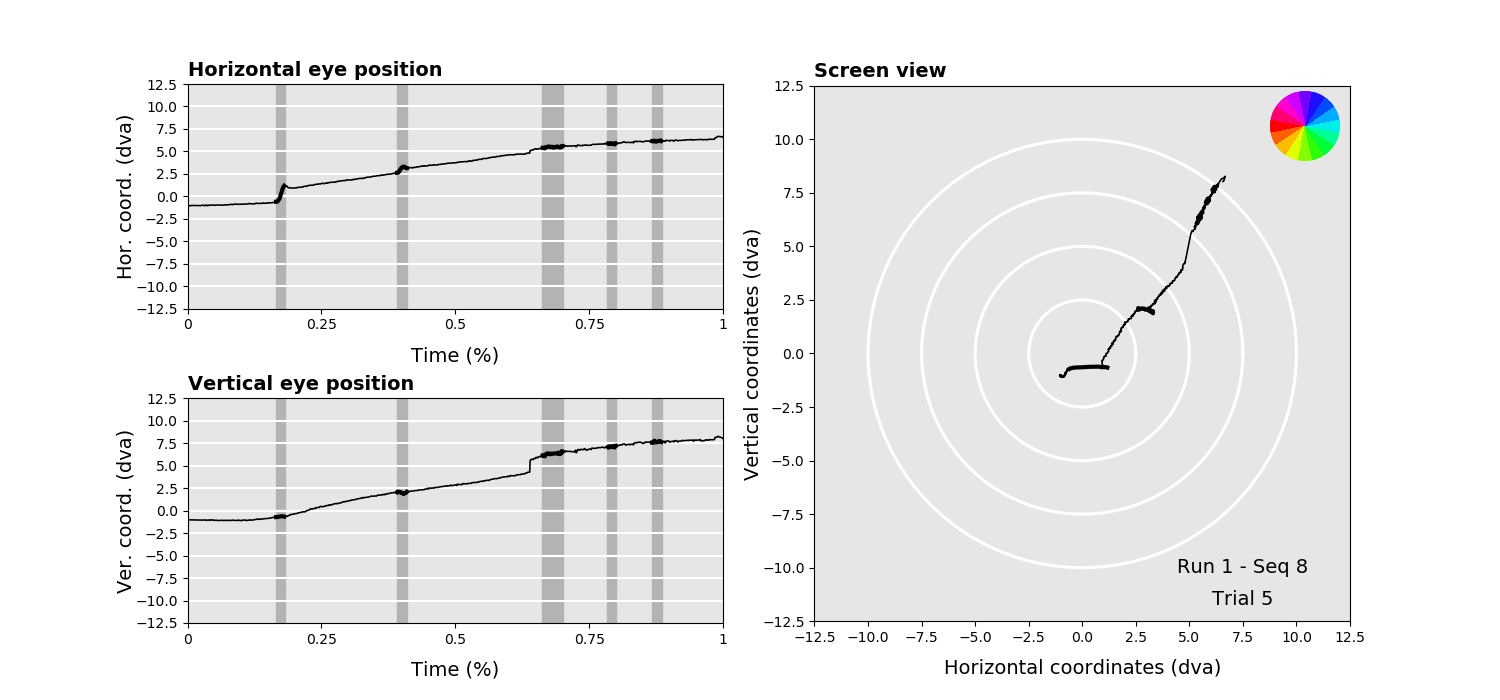 Horizontal eye position
Hor. coord. (dva)
12.5
10.0
7.5
5.0
2.5
0.0
−2.5
−5.0
−7.5
−10.0
−12.5
0 0.25 0.5 0.75 1
Time (%)
Vertical eye position
Ver. coord. (dva)
12.5
10.0
7.5
5.0
2.5
0.0
−2.5
−5.0
−7.5
−10.0
−12.5
0 0.25 0.5 0.75 1
Time (%)
Screen view
Vertical coordinates (dva)
12.5
10.0
7.5
5.0
2.5
0.0
−2.5
−5.0
−7.5
−10.0
−12.5
Run 1 - Seq 8
Trial 5
−12.5 −10.0 −7.5 −5.0 −2.5 0.0 2.5 5.0 7.5 10.0 12.5
Horizontal coordinates (dva)